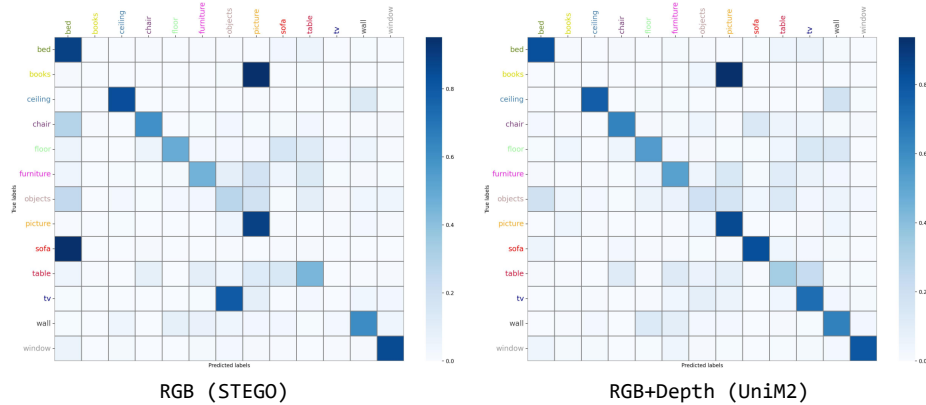 bed books ceiling chair floor furniture objects picture sofa table tv wall window
bed books ceiling chair floor furniture objects picture sofa table tv wall window
bed
books
ceiling
chair
floor
furniture
objects
picture
sofa
table
tv
wall
window
True labels
Predicted labels
0.8
0.6
0.4
0.2
0.0
bed
books
ceiling
chair
floor
furniture
objects
picture
sofa
table
tv
wall
window
True labels
Predicted labels
0.8
0.6
0.4
0.2
0.0
RGB (STEGO)
RGB+Depth (UniM2)